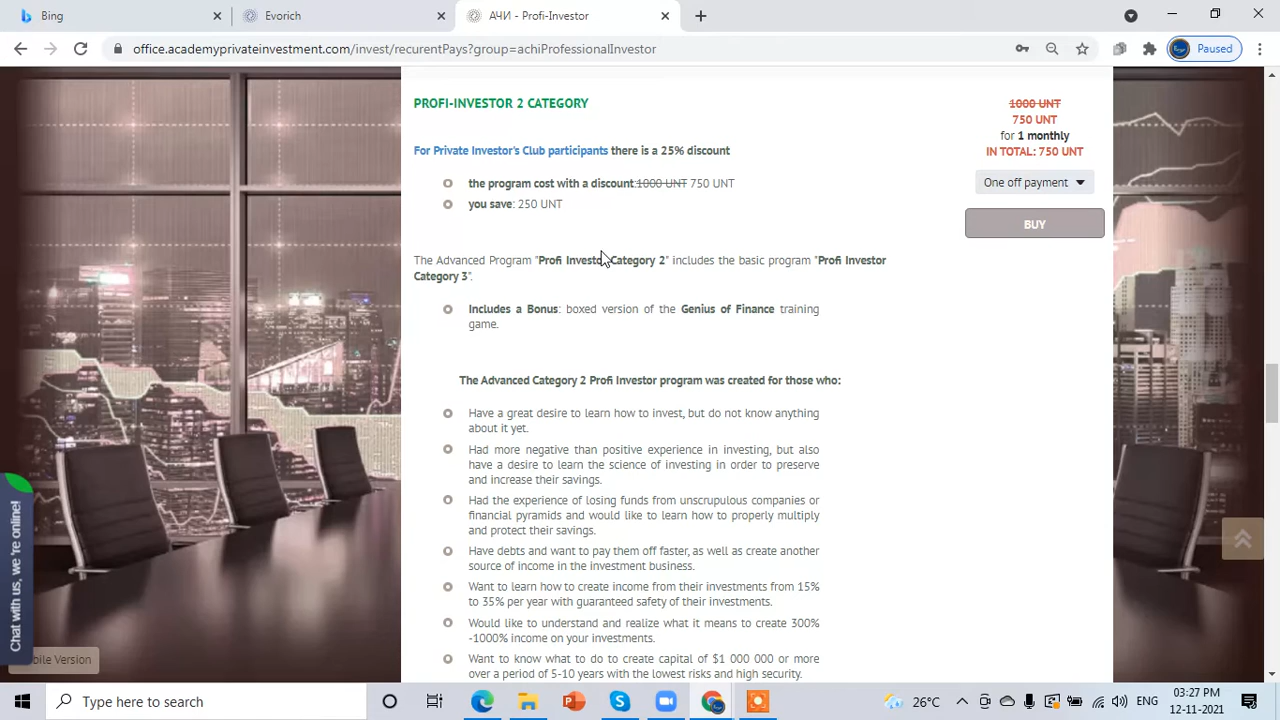 Bing
Evorich
АЧИ - Profi-Investor
office.academyprivateinvestment.com/invest/recurentPays?group=achiProfessionalInvestor
Paused
PROFI-INVESTOR 2 CATEGORY
1000 UNT
750 UNT
for 1 monthly
IN TOTAL: 750 UNT
One off payment
BUY
For Private Investor's Club participants there is a 25% discount
the program cost with a discount:1000 UNT 750 UNT
you save: 250 UNT
The Advanced Program "Profi Investor Category 2" includes the basic program "Profi Investor
Category 3".
Includes a Bonus: boxed version of the Genius of Finance training
game.
The Advanced Category 2 Profi Investor program was created for those who:
Have a great desire to learn how to invest, but do not know anything
about it yet.
Had more negative than positive experience in investing, but also
have a desire to learn the science of investing in order to preserve
and increase their savings.
Had the experience of losing funds from unscrupulous companies or
financial pyramids and would like to learn how to properly multiply
and protect their savings.
Have debts and want to pay them off faster, as well as create another
source of income in the investment business.
Want to learn how to create income from their investments from 15%
to 35% per year with guaranteed safety of their investments.
Would like to understand and realize what it means to create 300%
-1000% income on your investments.
Want to know what to do to create capital of $1 000 000 or more
over a period of 5-10 years with the lowest risks and high security.
Chat with us, we're online!
bile Version
Type here to search
26°C
ENG
03:27 PM
12-11-2021